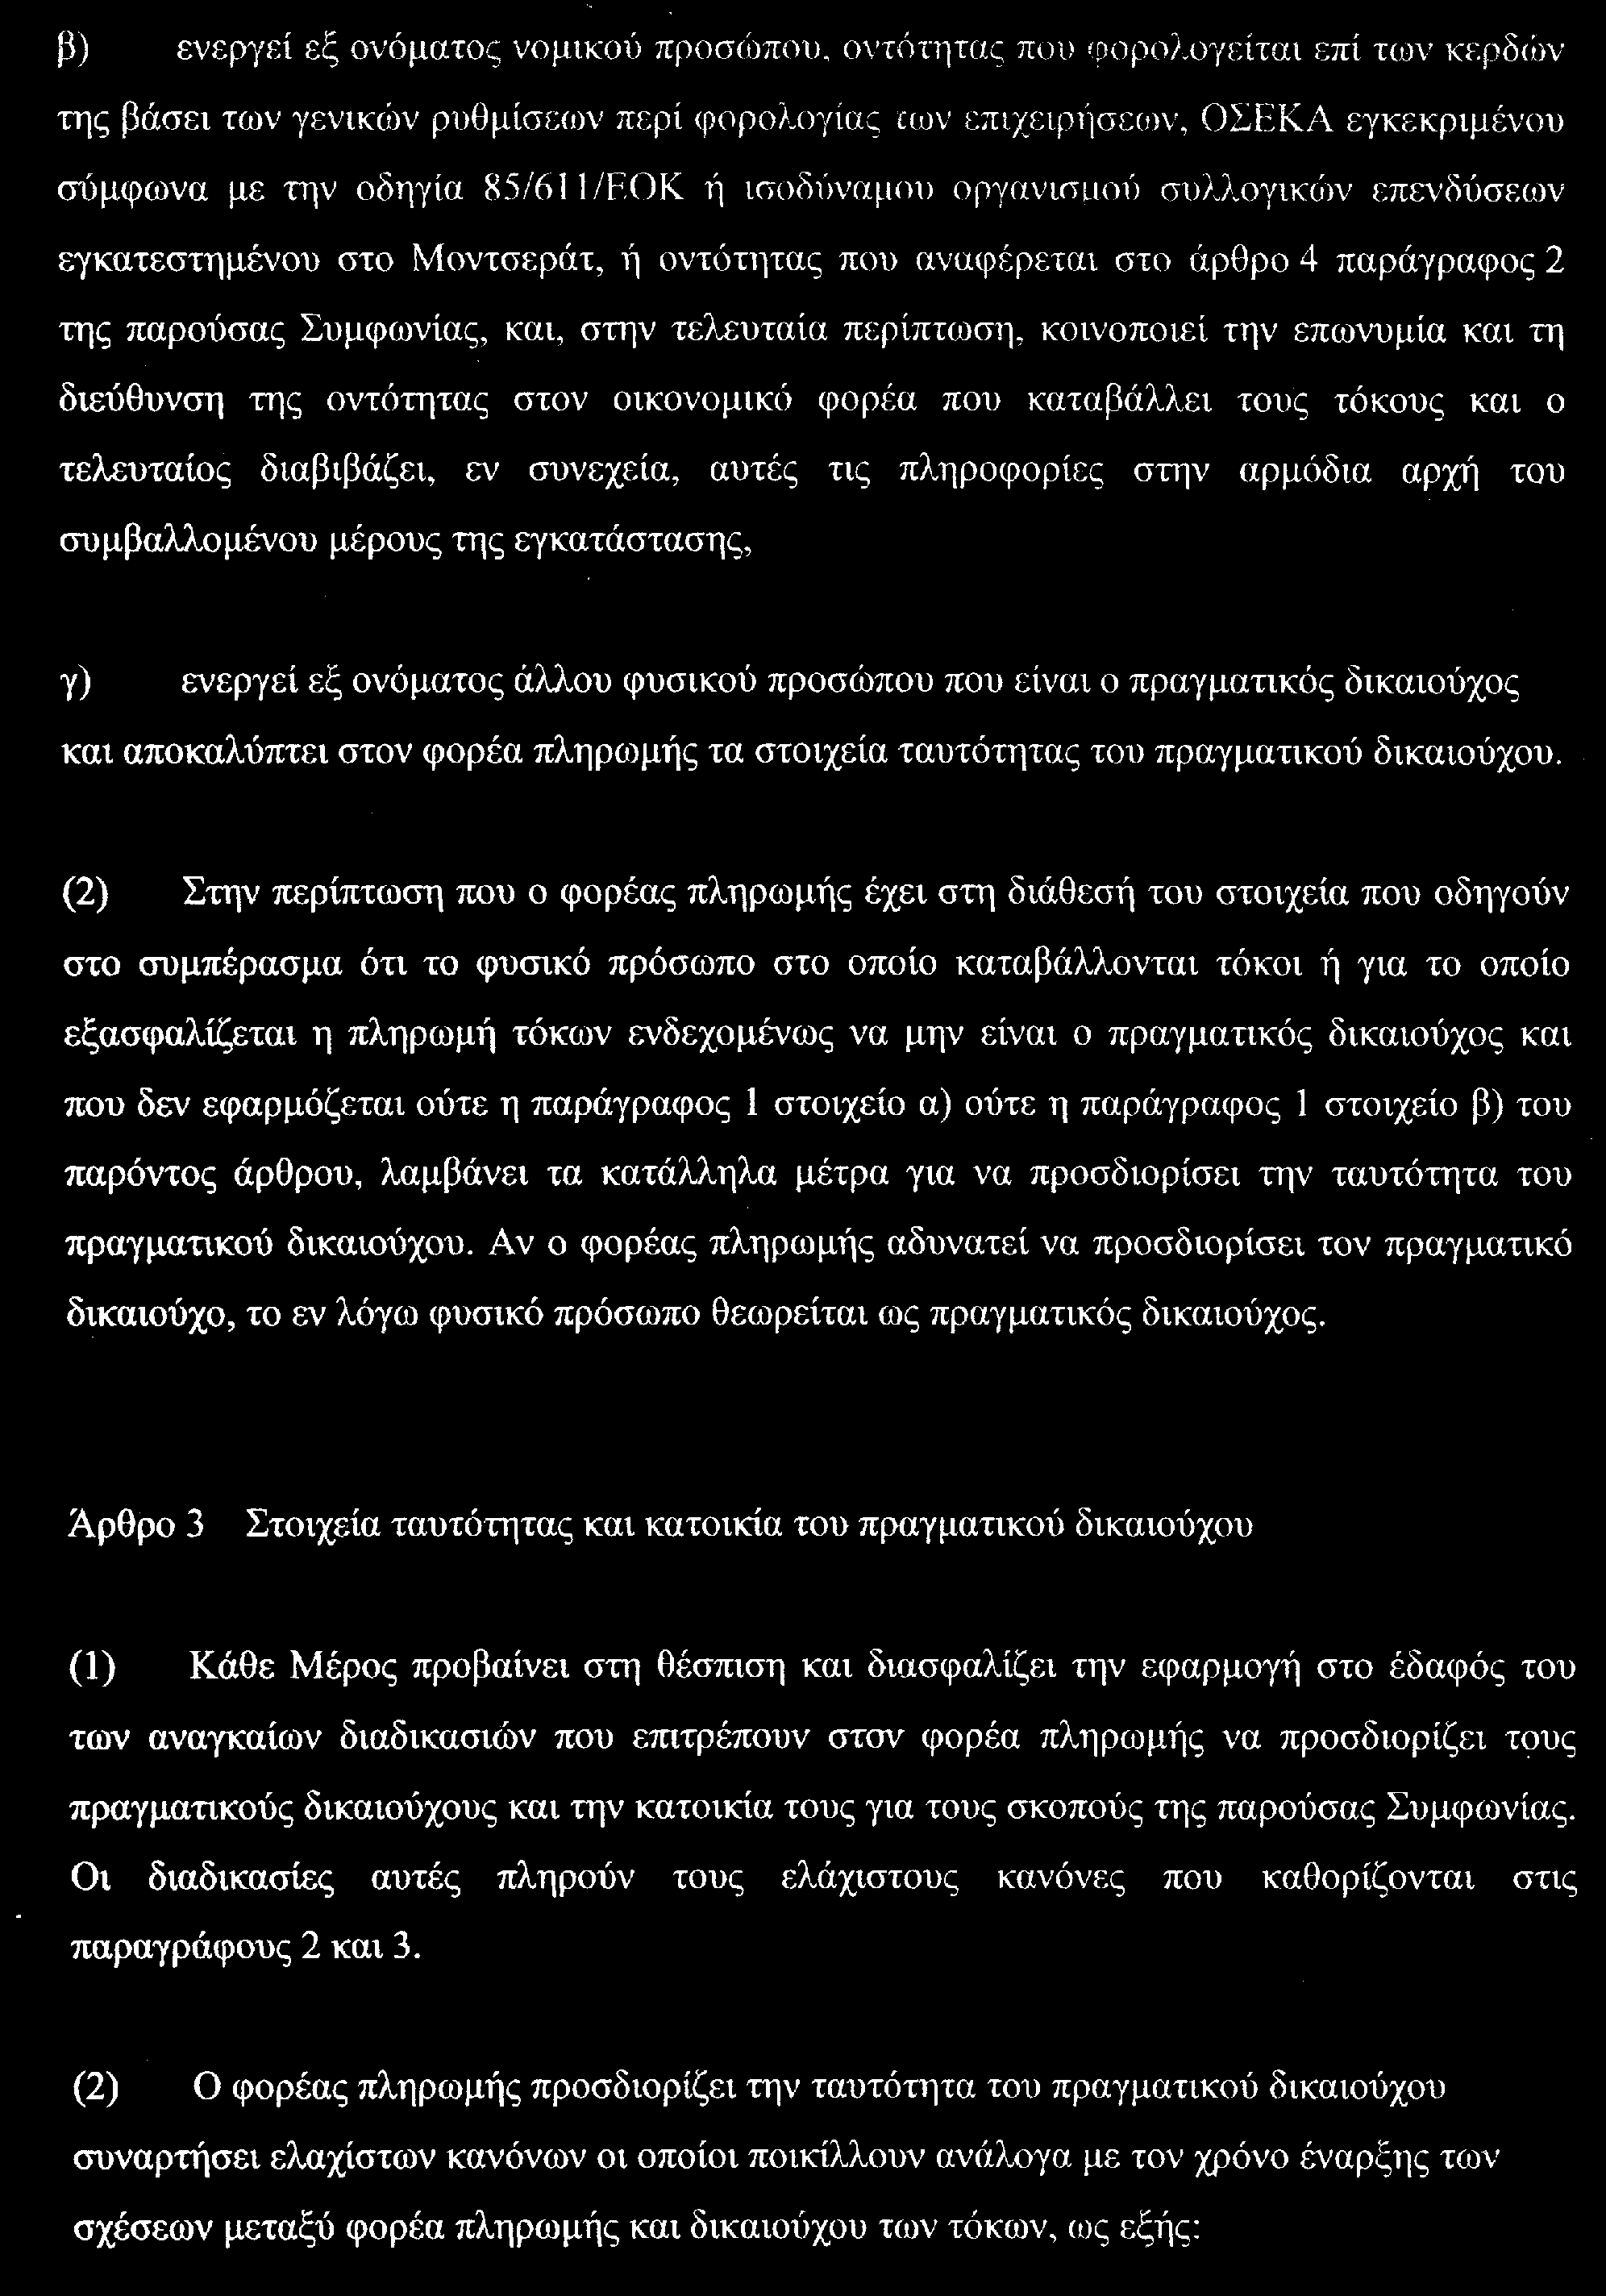 β) ενεργεί εξ ονόματος νομικού προσώπου, οντότητας που φορολογείται επί των κερδών
της βάσει των γενικών ρυθμίσεων περί φορολογίας των επιχειρήσεων, ΟΣΕΚΑ εγκεκριμένου
σύμφωνα με την οδηγία 85/611/ΕΟΚ ή ισοδύναμου οργανισμού συλλογικών επενδύσεων
εγκατεστημένου στο Μοντσεράτ, ή οντότητας που αναφέρεται στο άρθρο 4 παράγραφος 2
της παρούσας Συμφωνίας, και, στην τελευταία περίπτωση, κοινοποιεί την επωνυμία και τη
διεύθυνση της οντότητας στον οικονομικό φορέα που καταβάλλει τους τόκους και ο
τελευταίος διαβιβάζει, εν συνεχεία, αυτές τις πληροφορίες στην αρμόδια αρχή του
συμβαλλομένου μέρους της εγκατάστασης,
γ) ενεργεί εξ ονόματος άλλου φυσικού προσώπου που είναι ο πραγματικός δικαιούχος
και αποκαλύπτει στον φορέα πληρωμής τα στοιχεία ταυτότητας του πραγματικού δικαιούχου.
(2) Στην περίπτωση που ο φορέας πληρωμής έχει στη διάθεσή του στοιχεία που οδηγούν
στο συμπέρασμα ότι το φυσικό πρόσωπο στο οποίο καταβάλλονται τόκοι ή για το οποίο
εξασφαλίζεται η πληρωμή τόκων ενδεχομένως να μην είναι ο πραγματικός δικαιούχος και
που δεν εφαρμόζεται ούτε η παράγραφος 1 στοιχείο α) ούτε η παράγραφος 1 στοιχείο β) του
παρόντος άρθρου, λαμβάνει τα κατάλληλα μέτρα για να προσδιορίσει την ταυτότητα του
πραγματικού δικαιούχου. Αν ο φορέας πληρωμής αδυνατεί να προσδιορίσει τον πραγματικό
δικαιούχο, το εν λόγω φυσικό πρόσωπο θεωρείται ως πραγματικός δικαιούχος.
Άρθρο 3 Στοιχεία ταυτότητας και κατοικία του πραγματικού δικαιούχου
(1) Κάθε Μέρος προβαίνει στη θέσπιση και διασφαλίζει την εφαρμογή στο έδαφός του
των αναγκαίων διαδικασιών που επιτρέπουν στον φορέα πληρωμής να προσδιορίζει τους
πραγματικούς δικαιούχους και την κατοικία τους για τους σκοπούς της παρούσας Συμφωνίας.
Οι διαδικασίες αυτές πληρούν τους ελάχιστους κανόνες που καθορίζονται στις
παραγράφους 2 και 3.
(2) Ο φορέας πληρωμής προσδιορίζει την ταυτότητα του πραγματικού δικαιούχου
συναρτήσει ελαχίστων κανόνων οι οποίοι ποικίλλουν ανάλογα με τον χρόνο έναρξης των
σχέσεων μεταξύ φορέα πληρωμής και δικαιούχου των τόκων, ως εξής: